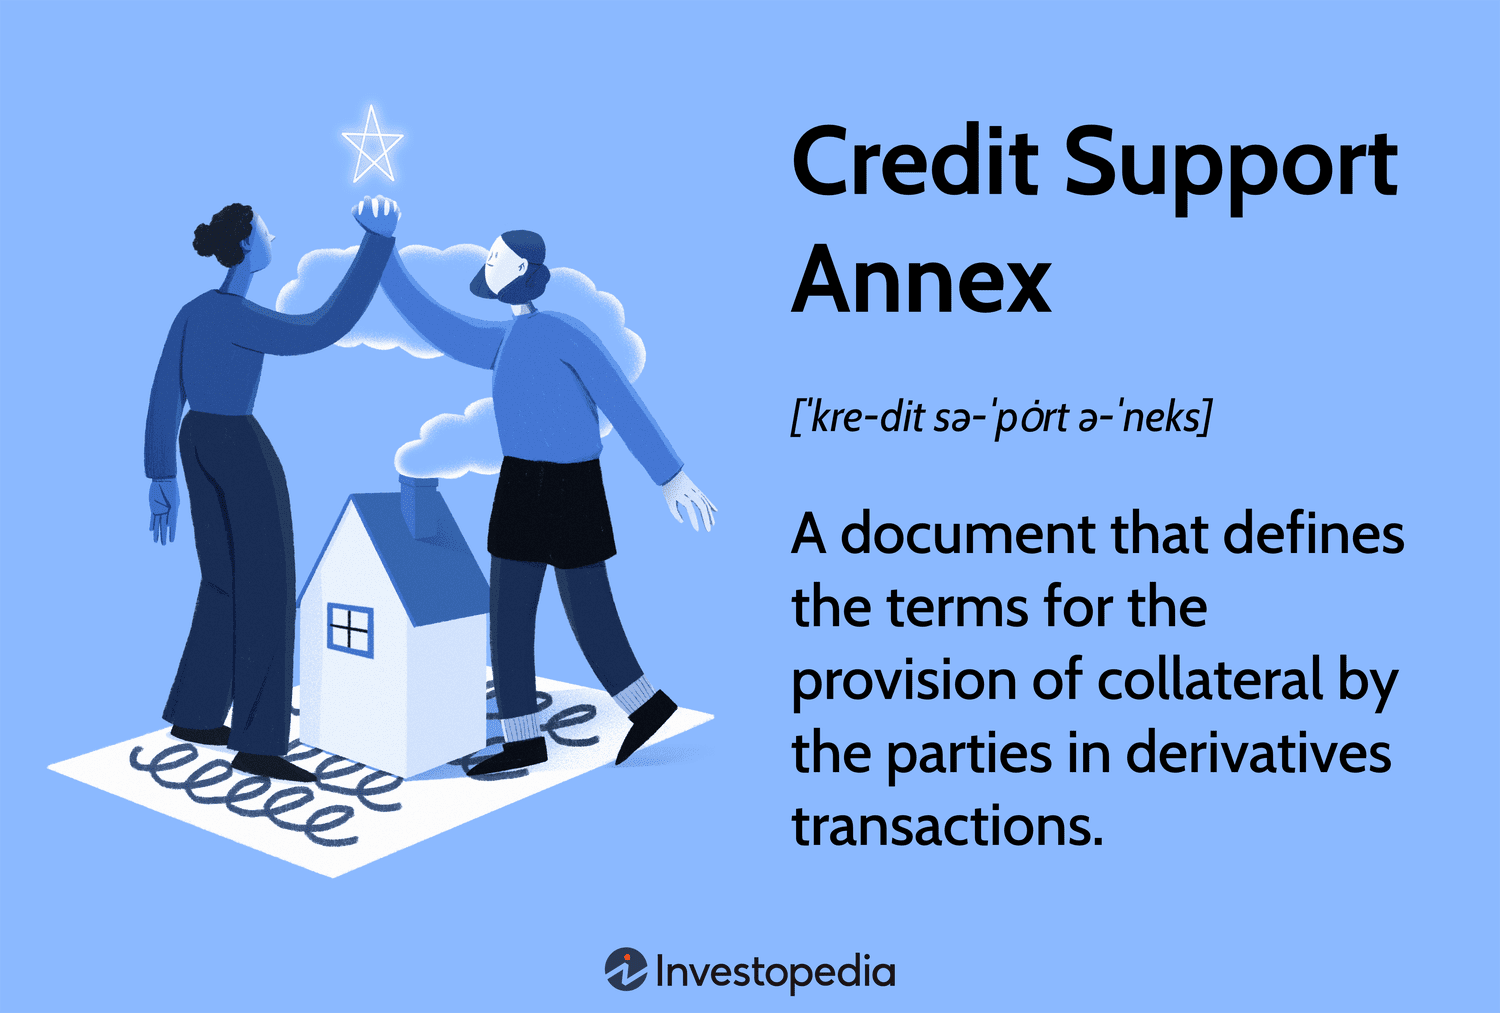 Credit Support
Annex
[ˈkre-dit sə-ˈpȯrt ə-ˈneks]
A document that defines
the terms for the
provision of collateral by
the parties in derivatives
transactions.
Investopedia